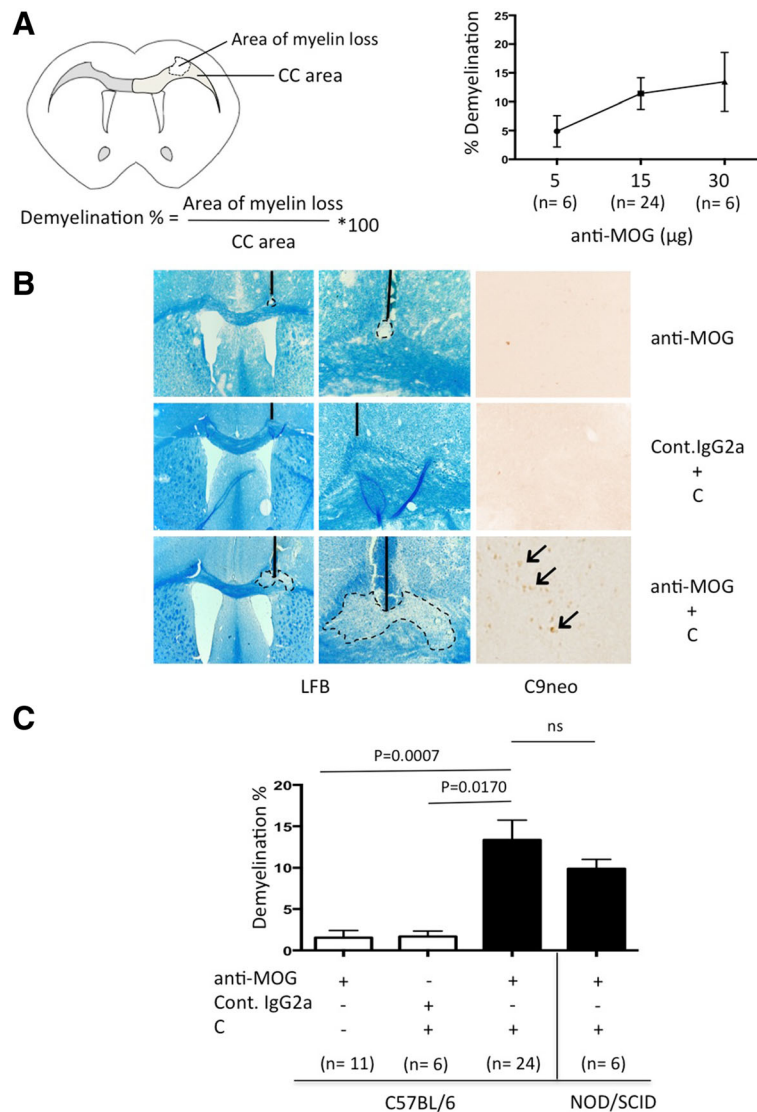 A
Area of myelin loss
CC area
Demyelination % = Area of myelin loss
CC area
*100
% Demyelination
25
20
15
10
5
0
5 15 30
(n= 6) (n= 24) (n= 6)
anti-MOG (µg)
B
anti-MOG
Cont.IgG2a
+
C
anti-MOG
+
C
LFB C9neo
C
ns
P=0.0007
P=0.0170
Demyelination %
20
15
10
5
0
anti-MOG + - + +
Cont. IgG2a - + - -
C - + + +
(n= 11) (n= 6) (n= 24) (n= 6)
C57BL/6 NOD/SCID